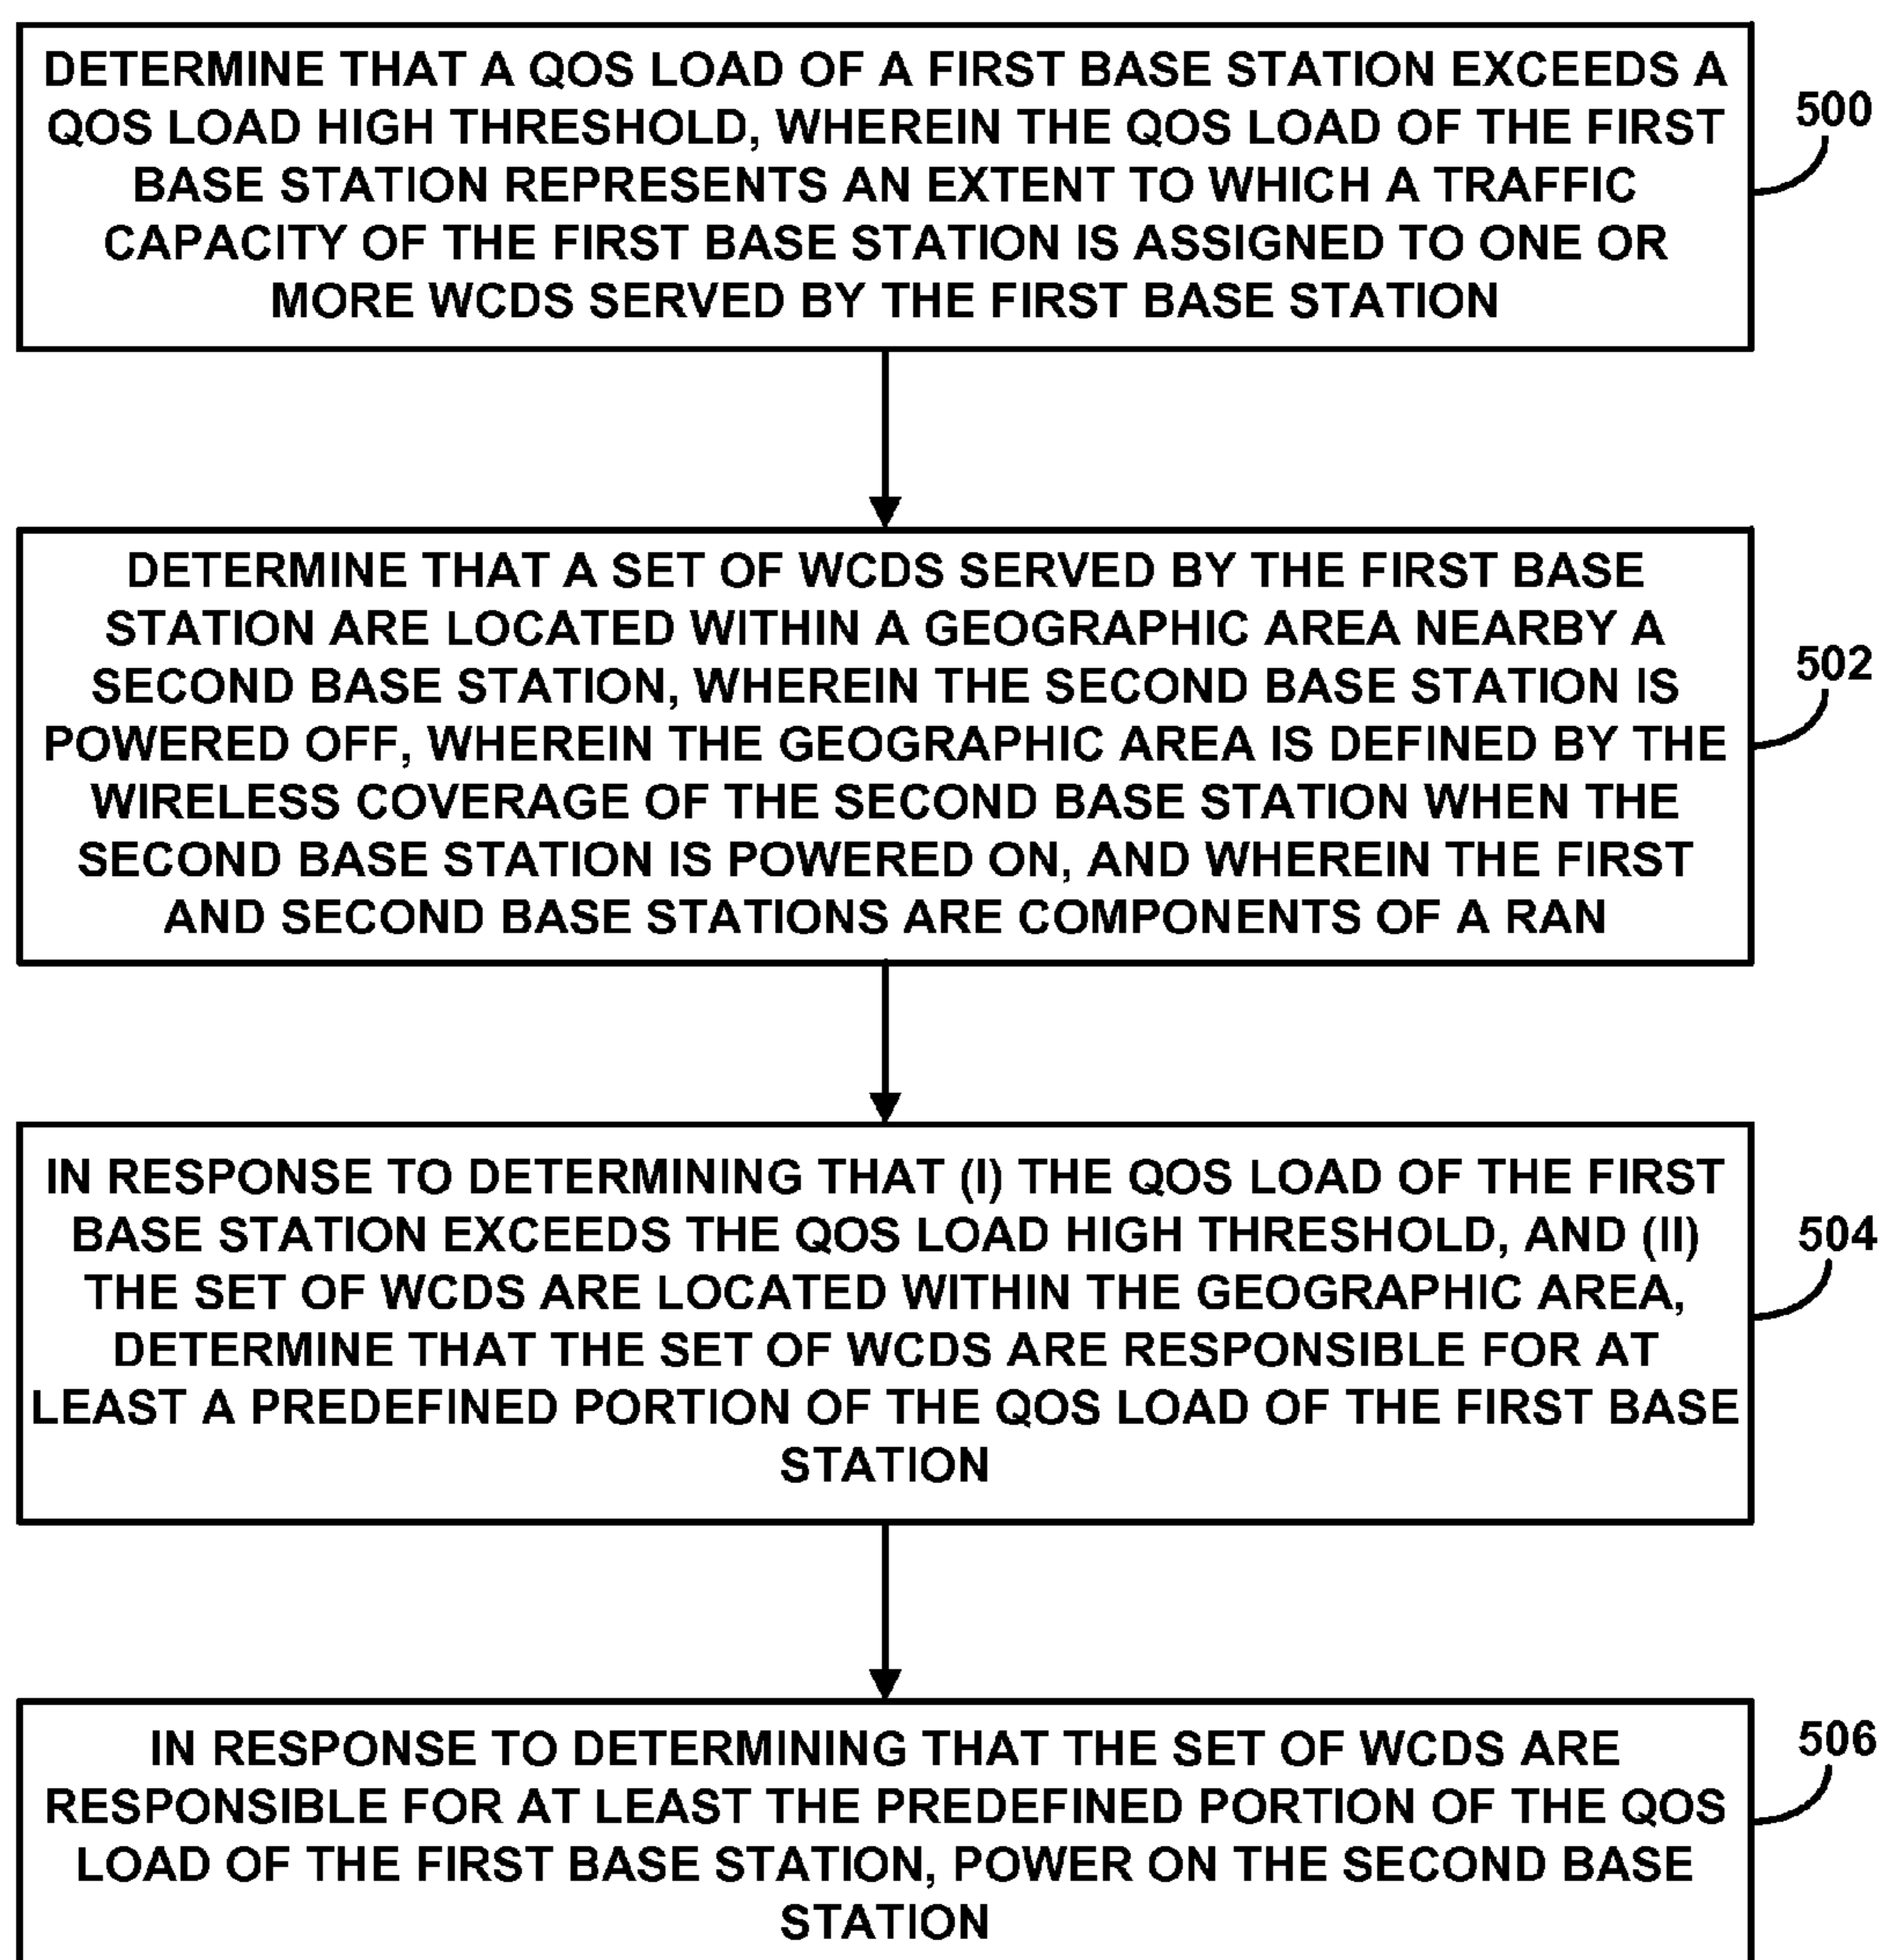 DETERMINE THAT A QOS LOAD OF A FIRST BASE STATION EXCEEDS A
QOS LOAD HIGH THRESHOLD, WHEREIN THE QOS LOAD OF THE FIRST
BASE STATION REPRESENTS AN EXTENT TO WHICH A TRAFFIC
CAPACITY OF THE FIRST BASE STATION IS ASSIGNED TO ONE OR
MORE WCDS SERVED BY THE FIRST BASE STATION
500
DETERMINE THAT A SET OF WCDS SERVED BY THE FIRST BASE
STATION ARE LOCATED WITHIN A GEOGRAPHIC AREA NEARBY A
SECOND BASE STATION, WHEREIN THE SECOND BASE STATION IS
POWERED OFF, WHEREIN THE GEOGRAPHIC AREA IS DEFINED BY THE
WIRELESS COVERAGE OF THE SECOND BASE STATION WHEN THE
SECOND BASE STATION IS POWERED ON, AND WHEREIN THE FIRST
AND SECOND BASE STATIONS ARE COMPONENTS OF A RAN
502
IN RESPONSE TO DETERMINING THAT (I) THE QOS LOAD OF THE FIRST
BASE STATION EXCEEDS THE QOS LOAD HIGH THRESHOLD, AND (II)
THE SET OF WCDS ARE LOCATED WITHIN THE GEOGRAPHIC AREA,
DETERMINE THAT THE SET OF WCDS ARE RESPONSIBLE FOR AT
LEAST A PREDEFINED PORTION OF THE QOS LOAD OF THE FIRST BASE
STATION
504
IN RESPONSE TO DETERMINING THAT THE SET OF WCDS ARE
RESPONSIBLE FOR AT LEAST THE PREDEFINED PORTION OF THE QOS
LOAD OF THE FIRST BASE STATION, POWER ON THE SECOND BASE
STATION
506